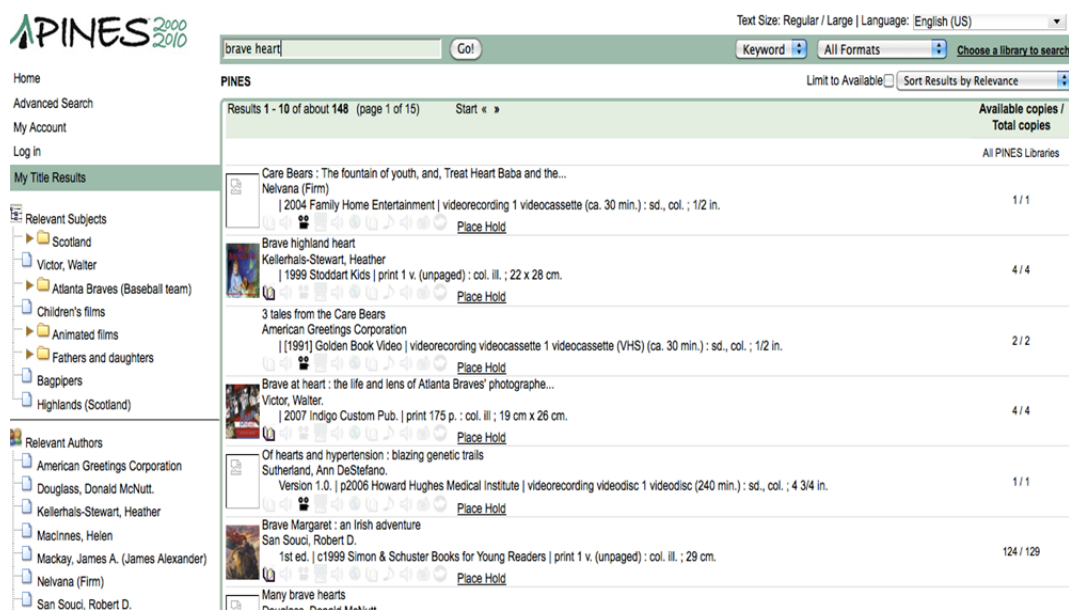 PINES 2000 2010
Text Size: Regular / Large | Language: English (US)
brave heart Go! Keyword All Formats Choose a library to search
Home
Advanced Search
My Account
Log in
My Title Results
Relevant Subjects
Scotland
Victor, Walter
Atlanta Braves (Baseball team)
Children's films
Animated films
Fathers and daughters
Bagpipers
Highlands (Scotland)
Relevant Authors
American Greetings Corporation
Douglass, Donald McNutt.
Kellerhals-Stewart, Heather
MacInnes, Helen
Mackay, James A. (James Alexander)
Nelvana (Firm)
San Souci, Robert D.
PINES Limit to Available Sort Results by Relevance
Results 1 - 10 of about 148 (page 1 of 15) Start « » Available copies /
Total copies
All PINES Libraries
Care Bears : The fountain of youth, and, Treat Heart Baba and the...
Nelvana (Firm)
| 2004 Family Home Entertainment | videorecording 1 videocassette (ca. 30 min.) : sd., col. ; 1/2 in. 1 / 1
Place Hold
Brave highland heart
Kellerhals-Stewart, Heather
| 1999 Stoddart Kids | print 1 v. (unpaged) : col. ill. ; 22 x 28 cm. 4 / 4
Place Hold
3 tales from the Care Bears
American Greetings Corporation
| [1991] Golden Book Video | videorecording videocassette 1 videocassette (VHS) (ca. 30 min.) : sd., col. ; 1/2 in. 2 / 2
Place Hold
Brave at heart : the life and lens of Atlanta Braves' photographe...
Victor, Walter.
| 2007 Indigo Custom Pub. | print 175 p. : col. ill ; 19 cm x 26 cm. 4 / 4
Place Hold
Of hearts and hypertension : blazing genetic trails
Sutherland, Ann DeStefano.
Version 1.0. | p2006 Howard Hughes Medical Institute | videorecording videodisc 1 videodisc (240 min.) : sd., col. ; 4 3/4 in. 1 / 1
Place Hold
Brave Margaret : an Irish adventure
San Souci, Robert D.
1st ed. | c1999 Simon & Schuster Books for Young Readers | print 1 v. (unpaged) : col. ill. ; 29 cm. 124 / 129
Place Hold
Many brave hearts
Douglass, Donald McNutt.